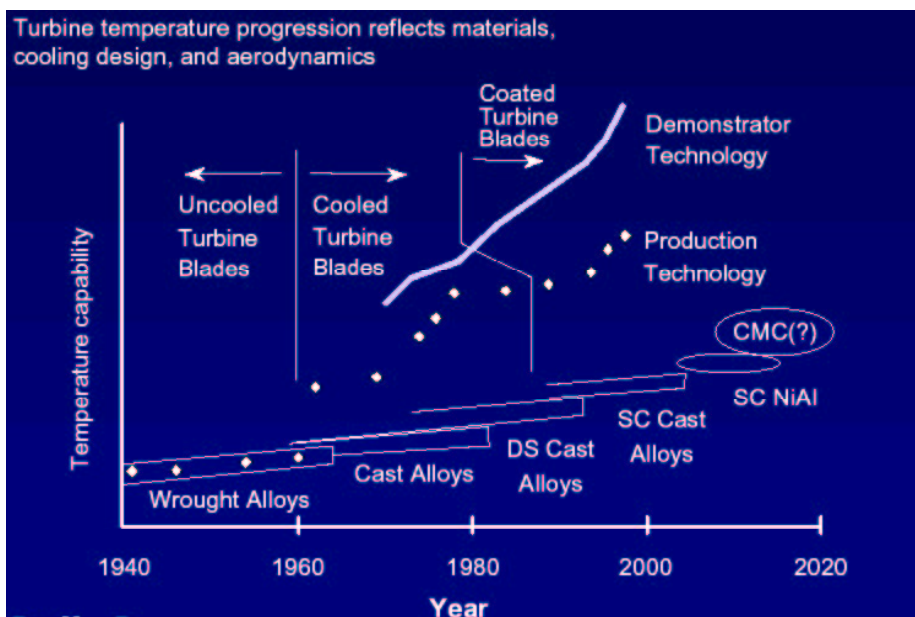 Turbine temperature progression reflects materials,
cooling design, and aerodynamics
Coated
Turbine
Blades
Demonstrator
Technology
Uncooled
Turbine
Blades
Cooled
Turbine
Blades
Production
Technology
Temperature capability
CMC(?)
SC NiAl
SC Cast
Alloys
DS Cast
Alloys
Cast Alloys
Wrought Alloys
1940
1960
1980
2000
2020
Year